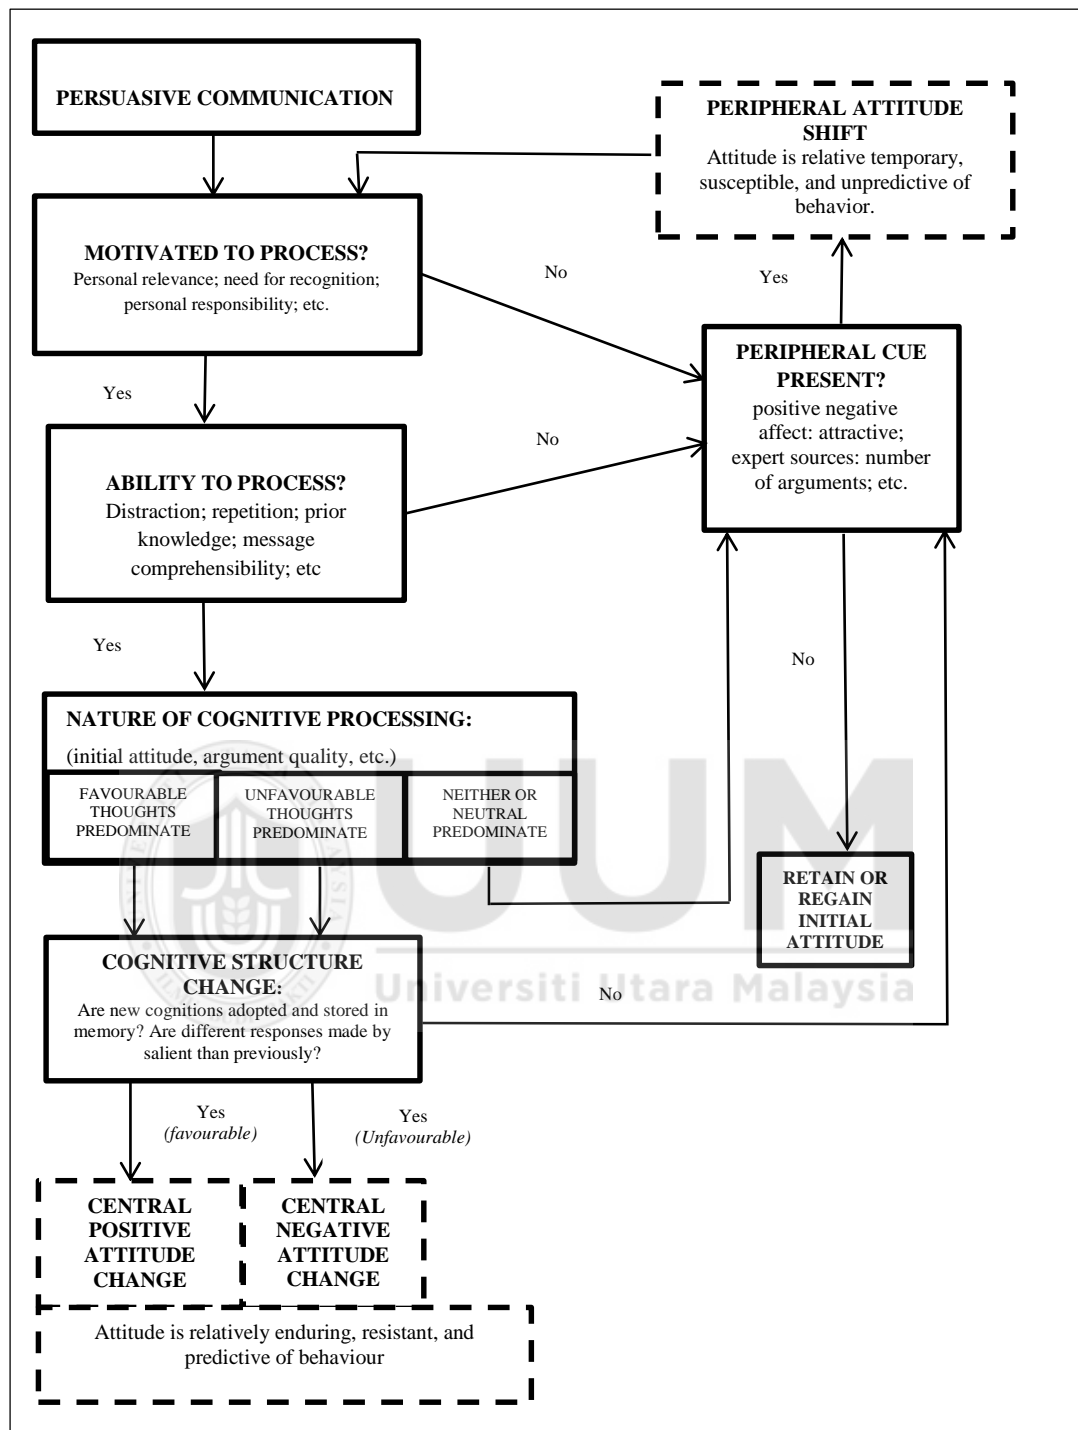 PERSUASIVE COMMUNICATION
PERIPHERAL ATTITUDE
SHIFT
Attitude is relative temporary,
susceptible, and unpredictive of
behavior.
MOTIVATED TO PROCESS?
Personal relevance; need for recognition;
personal responsibility; etc.
No
Yes
PERIPHERAL CUE
PRESENT?
positive negative
affect: attractive;
expert sources: number
of arguments; etc.
Yes
No
ABILITY TO PROCESS?
Distraction; repetition; prior
knowledge; message
comprehensibility; etc
Yes
No
NATURE OF COGNITIVE PROCESSING:
(initial attitude, argument quality, etc.)
FAVOURABLE
THOUGHTS
PREDOMINATE
UNFAVOURABLE
THOUGHTS
PREDOMINATE
NEITHER OR
NEUTRAL
PREDOMINATE
UUM
Universiti Utara Malaysia
RETAIN OR
REGAIN
INITIAL
ATTITUDE
COGNITIVE STRUCTURE
CHANGE:
Are new cognitions adopted and stored in
memory? Are different responses made by
salient than previously?
No
Yes
(favourable)
Yes
(Unfavourable)
CENTRAL
POSITIVE
ATTITUDE
CHANGE
CENTRAL
NEGATIVE
ATTITUDE
CHANGE
Attitude is relatively enduring, resistant, and
predictive of behaviour